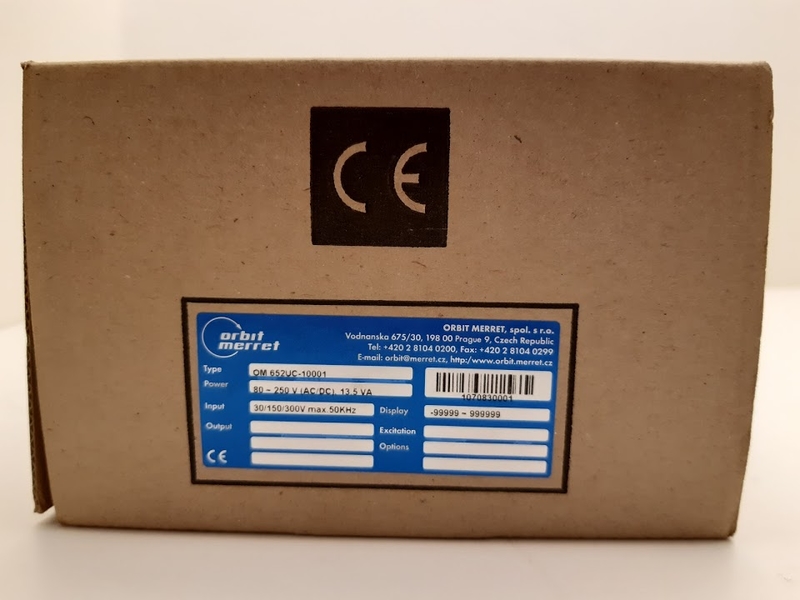 CE
orbit
merret
ORBIT MERRET, spol. s r.o.
Vodnanska 675/30, 198 00 Prague 9, Czech Republic
Tel: +420 2 8104 0200, Fax: +420 2 8104 0299
E-mail: orbit@merret.cz, http:/www.orbit.merret.cz
Type OM 652UC-10001
Power 80 – 250 V (AC/DC), 13.5 VA
1070830001
Input 30/150/300V max.50KHz Display -99999 ~ 999999
Output Excitation
Options
CE